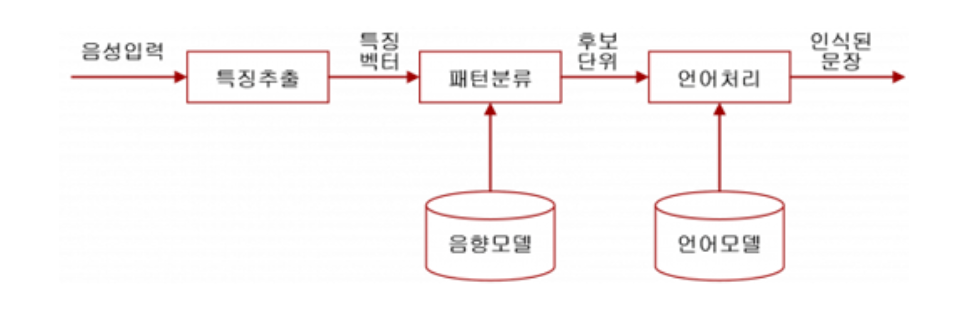 음성입력
특징추출
특징
벡터
패턴분류
후보
단위
언어처리
인식된
문장
음향모델
언어모델